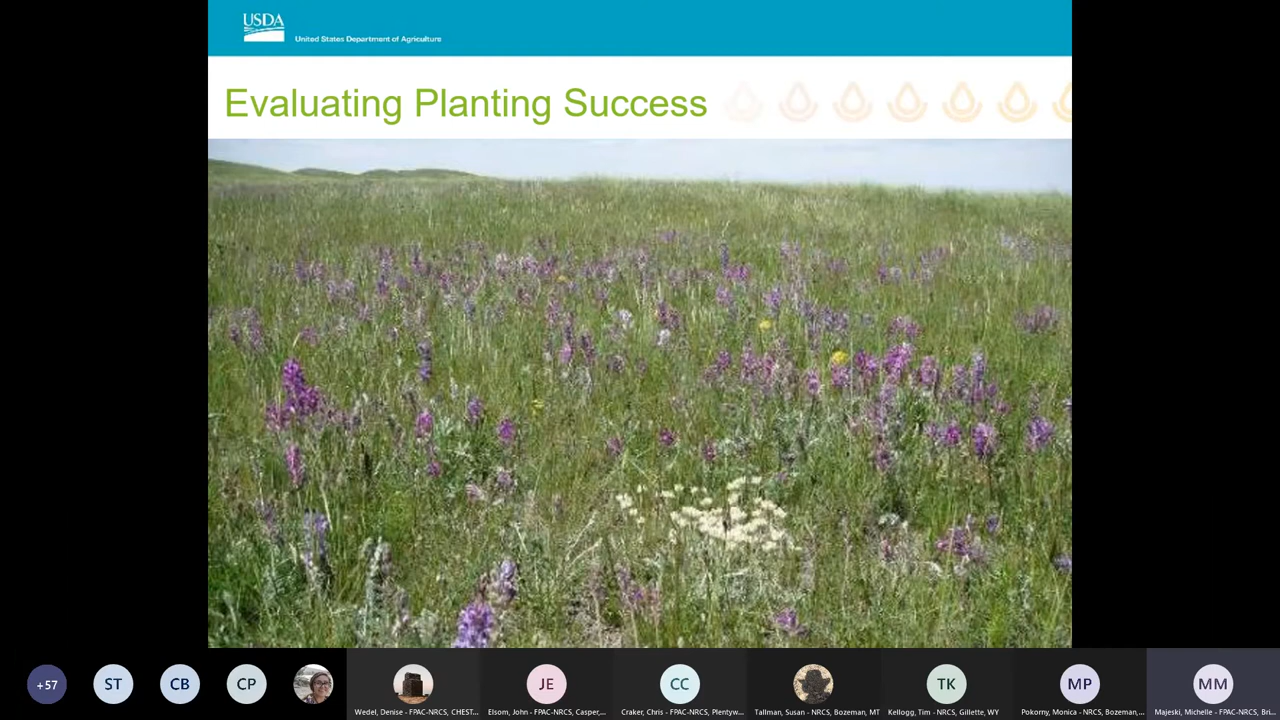 USDA
United States Department of Agriculture
Evaluating Planting Success
+57
ST
CB
CP
JE
CC
TK
MP
MM
Wedel, Denise - FPAC-NRCS, CHEST...
Elsom, John - FPAC-NRCS, Casper,...
Craker, Chris - FPAC-NRCS, Plentyw...
Tallman, Susan - NRCS, Bozeman, MT
Kellogg, Tim - NRCS, Gillette, WY
Pokorny, Monica - NRCS, Bozeman,...
Majeski, Michelle - FPAC-NRCS, Bri...